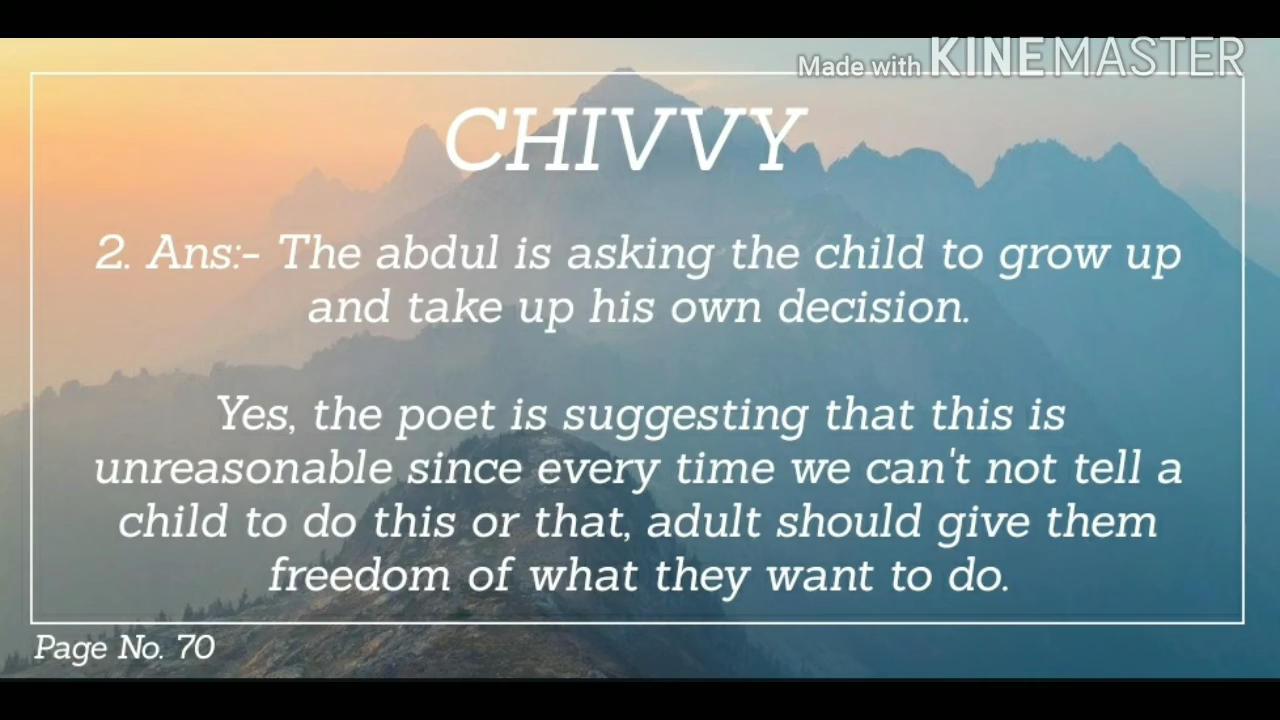 Made with KINEMASTER
CHIVVY
2. Ans:- The abdul is asking the child to grow up
and take up his own decision.
Yes, the poet is suggesting that this is
unreasonable since every time we can't not tell a
child to do this or that, adult should give them
freedom of what they want to do.
Page No. 70